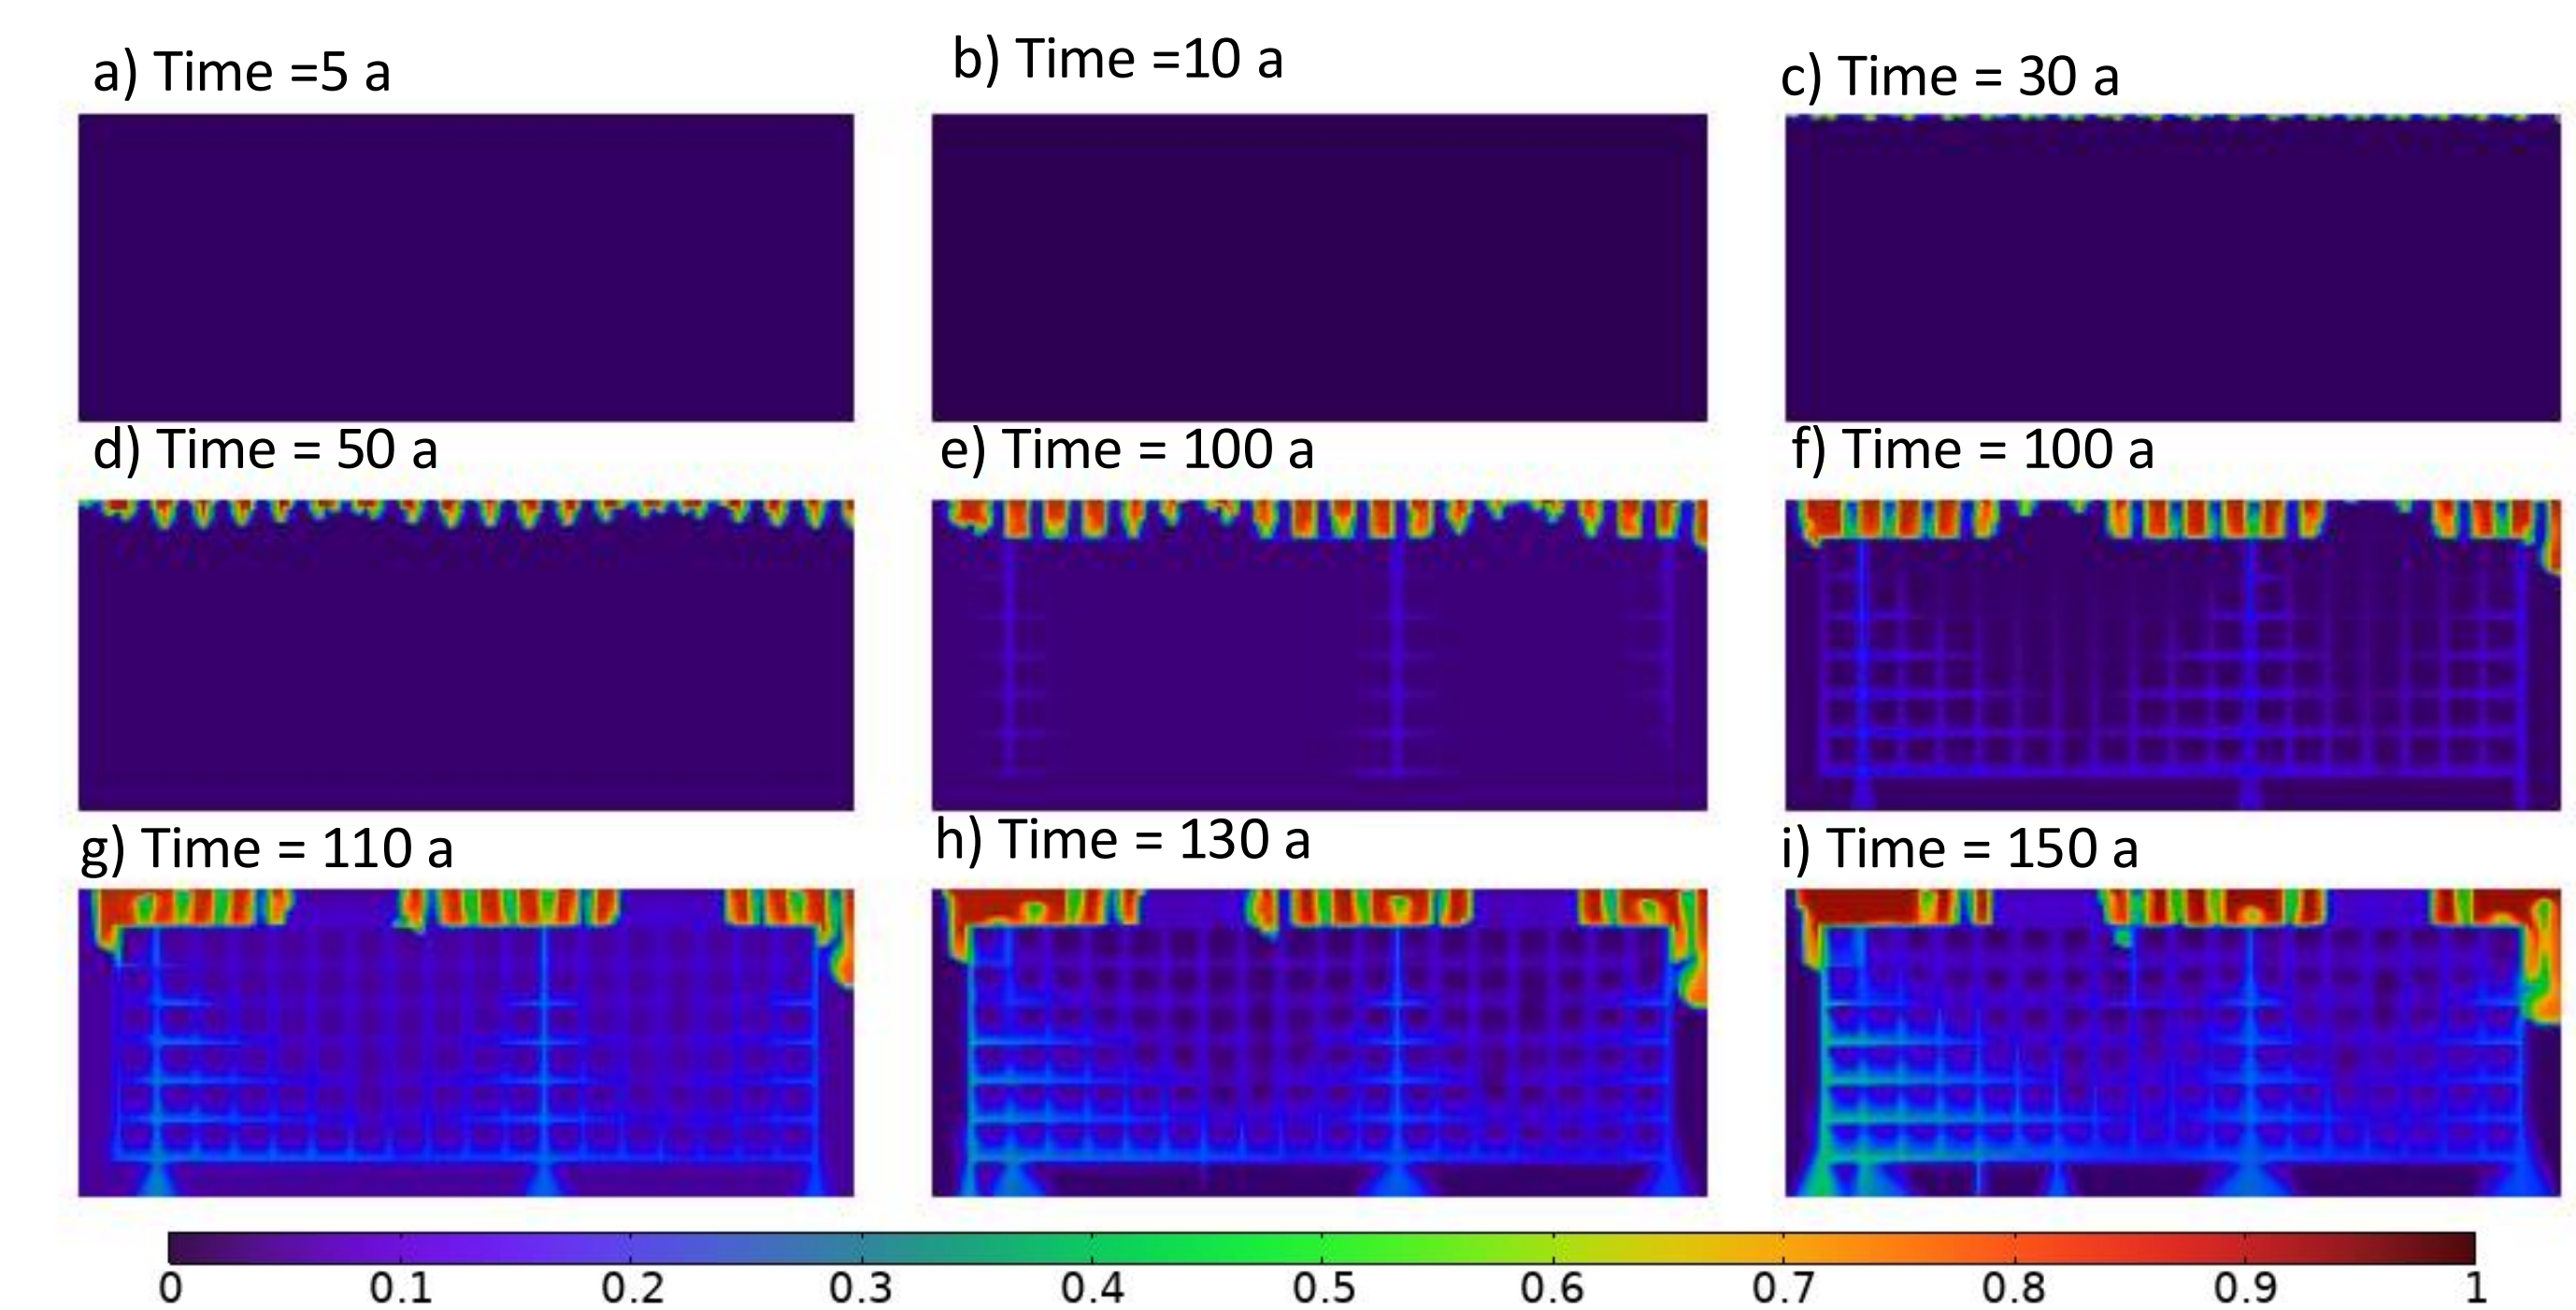 a) Time =5 a
b) Time =10 a
c) Time = 30 a
d) Time = 50 a
e) Time = 100 a
f) Time = 100 a
g) Time = 110 a
h) Time = 130 a
i) Time = 150 a
0 0.1 0.2 0.3 0.4 0.5 0.6 0.7 0.8 0.9 1